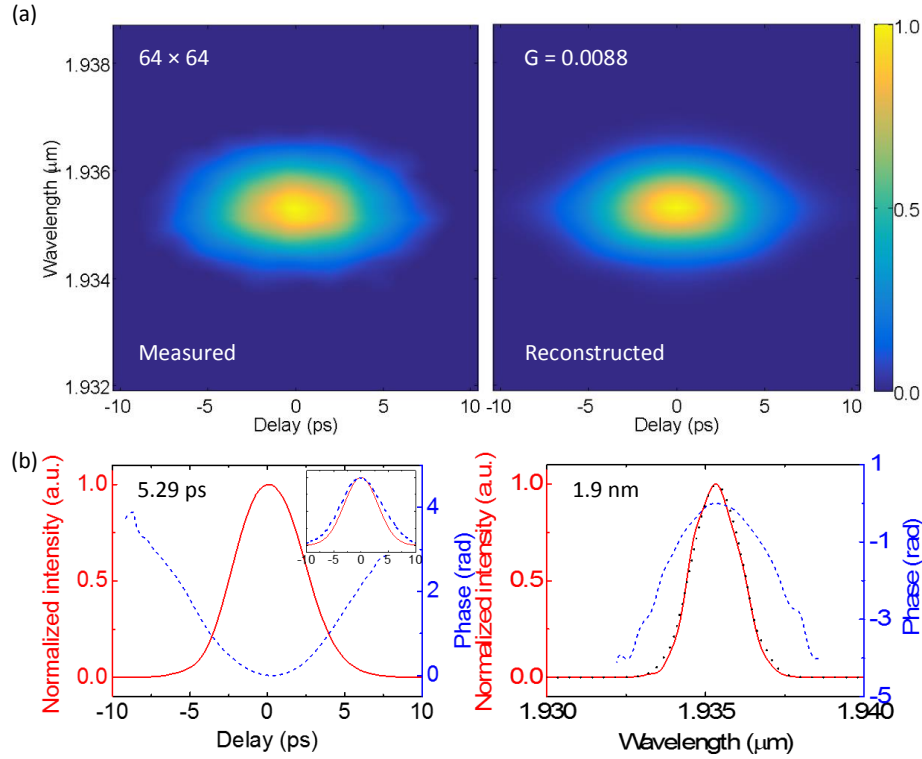 (a)
64 × 64
G = 0.0088
1.0
1.938
1.936
1.934
1.932
Wavelength (μm)
0.5
0.0
Measured
Reconstructed
-10 -5 0 5 10
-10 -5 0 5 10
Delay (ps)
Delay (ps)
(b)
5.29 ps
1.9 nm
1.0
0.5
0.0
Normalized intensity (a.u.)
-10 -5 0 5 10
4
2
0
Phase (rad)
-10 -5 0 5 10
Delay (ps)
1.0
0.5
0.0
Normalized intensity (a.u.)
1
-1
-3
-4
-5
Phase (rad)
1.930 1.935 1.940
Wavelength (μm)